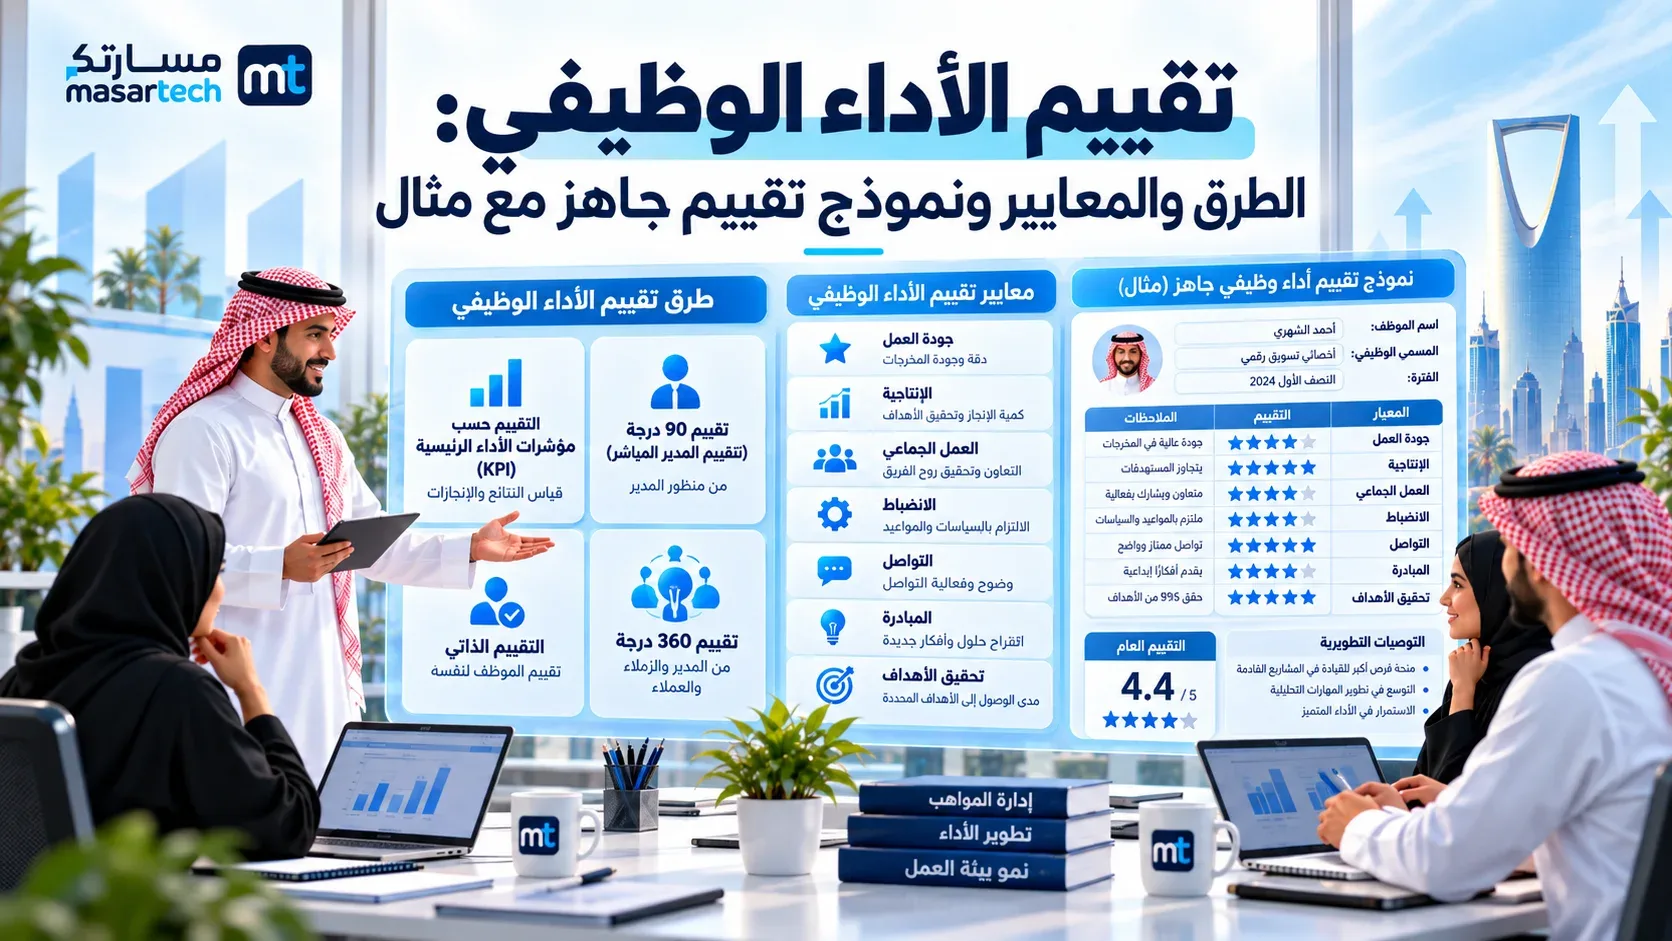 مسارتك
masartech
mt
تقييم الأداء الوظيفي:
الطرق والمعايير ونموذج تقييم جاهز مع مثال
طرق تقييم الأداء الوظيفي
تقييم 90 درجة
(تتقييم المدير المباشر)
من منظور المدير
التقييم حسب
مؤشرات الأداء الرئيسية
(KPI)
قياس النتائج والإنجازات
تقييم 360 درجة
من المدير والزملاء
والعملاء
التقييم الذاتي
تقييم الموظف لنفسة
معايير تقييم الأداء الوظيفي
جودة العمل
دقة وجودة المخرجات
الإنتاجية
كمية الإنجاز وتحقيق الأهداف
العمل الجماعي
التعاون وتحقيق روح الفريق
الانضباط
الالتزام بالسياسات والمواعيد
التواصل
وضوح وفعالية التواصل
المبادرة
اقتراح حلول وأفكار جديدة
تحقيق الأهداف
مدى الوصول إلى الأهداف المحددة
نموذج تقييم أداء وظيفي جاهز (مثال)
اسم الموظف: أحمد الشهري
المسمى الوظيفي: أخصائي تسويق رقمي
الفترة: النصف الأول 2024
المعيار التقييم الملاحظات
جودة العمل ★★★★☆ جودة عالية في المخرجات
الإنتاجية ★★★★★ يتجاوز المستهدفات
العمل الجماعي ★★★★☆ متعاون ويشارك بفعالية
الانضباط ★★★★☆ ملتزم بالمواعيد والسياسات
التواصل ★★★★★ تواصل ممتاز وواضح
المبادرة ★★★★☆ يقدم أفكارًا إبداعية
تحقيق الأهداف ★★★★★ حقق من الأهداف
التقييم العام
4.4 / 5
★★★★☆
التوصيات التطويرية
• منحه فرص أكبر للقيادة في المشاريع القادمة
• التوسع في تطوير المهارات التحليلية
• الاستمرار في الأداء المتميز
إدارة المواهب
تطوير الأداء
نمو بيئة العمل
mt
mt